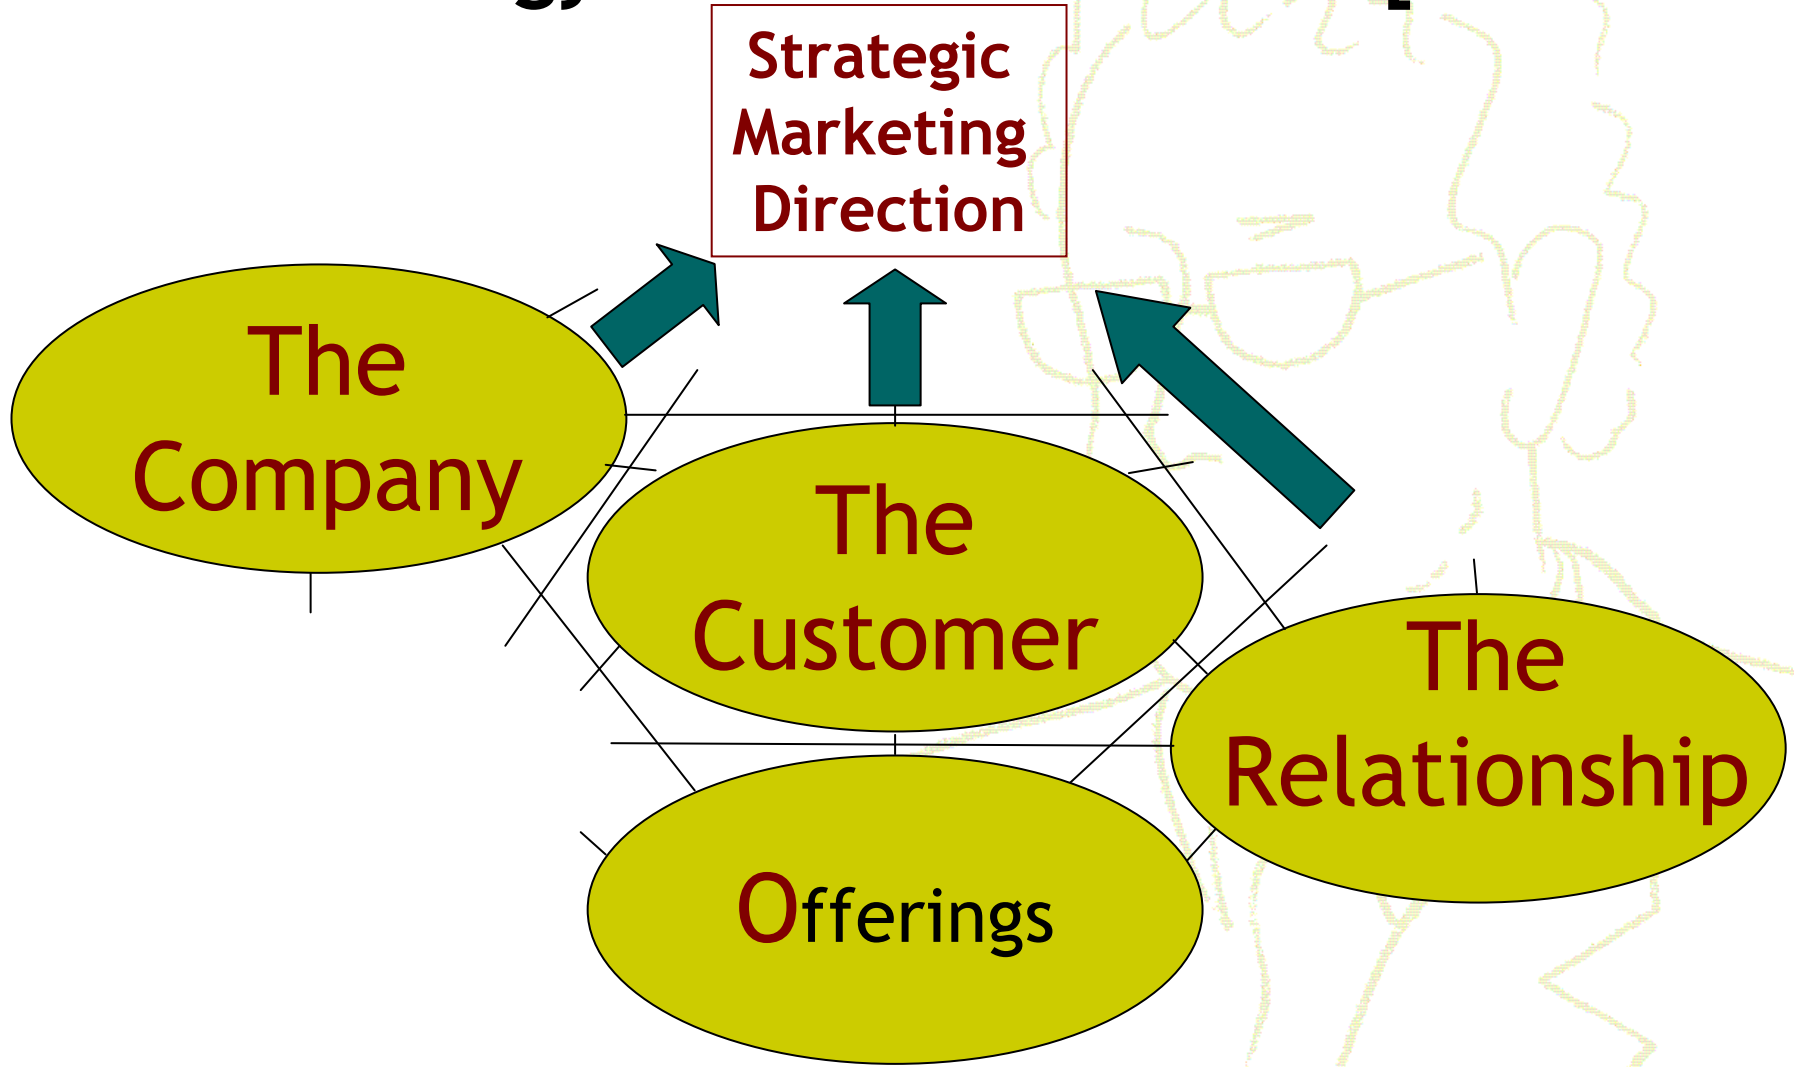 Strategic
Marketing
Direction
The
Company
The
Customer
The
Relationship
Offerings